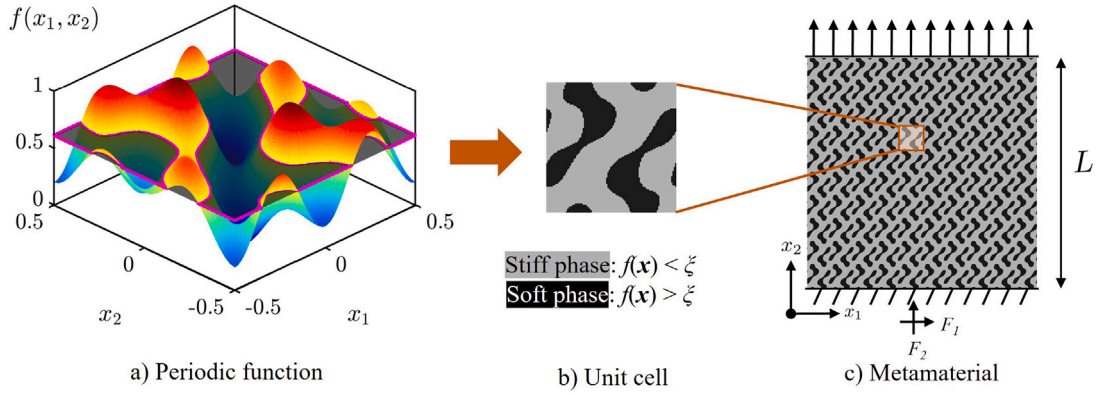 f(x₁, x₂)
1
0.5
0
0.5
0
-0.5
-0.5
0
0.5
x₂
x₁
a) Periodic function
Stiff phase: f(x) < ξ
Soft phase: f(x) > ξ
b) Unit cell
L
x₂
x₁
F₁
F₂
c) Metamaterial